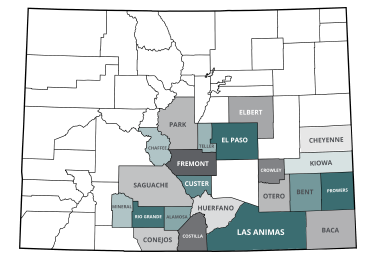 ELBERT
PARK
CHEYENNE
EL PASO
TELLER
CHAFFEE
KIOWA
FREMONT
CROWLEY
SAGUACHE
CUSTER
PROWERS
BENT
OTERO
MINERAL
HUERFANO
RIO GRANDE
ALAMOSA
LAS ANIMAS
BACA
COSTILLA
CONEJOS